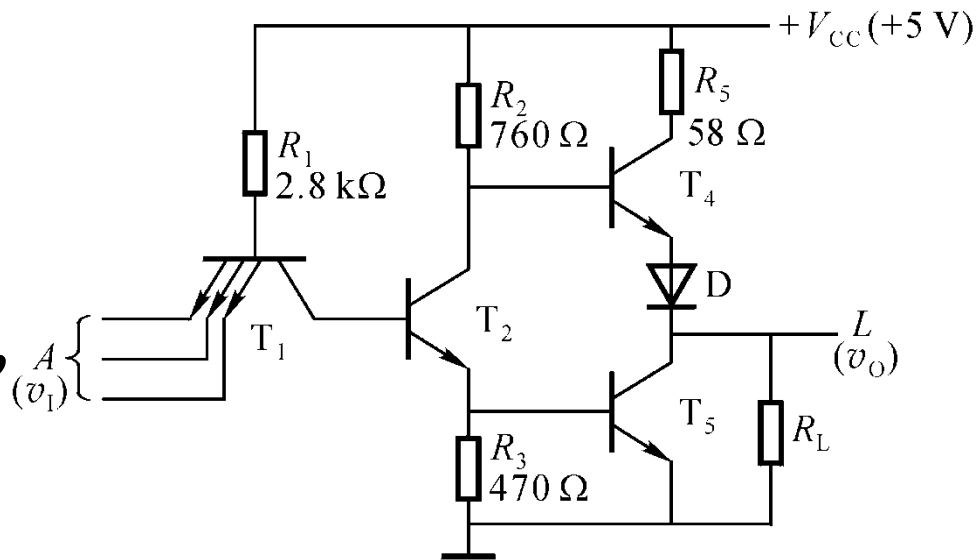 +V_CC (+5 V)
R_5
58 Ω
R_2
760 Ω
R_1
2.8 kΩ
T_4
D
T_1
T_2
L
(v_O)
A
(v_I)
T_5
R_L
R_3
470 Ω